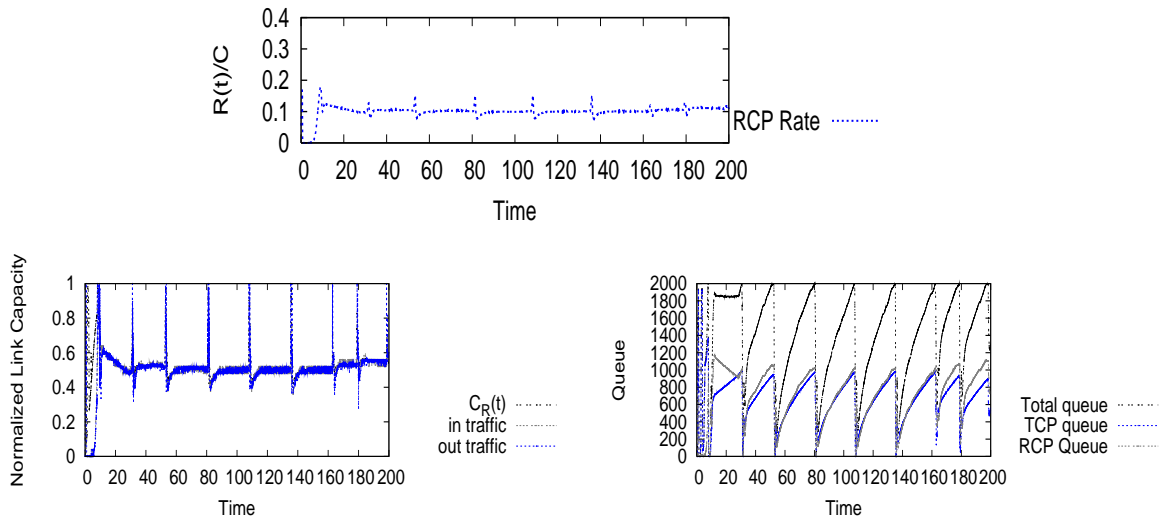 R(t)/C
0.4
0.3
0.2
0.1
0
0 20 40 60 80 100 120 140 160 180 200
Time
RCP Rate
Normalized Link Capacity
1
0.8
0.6
0.4
0.2
0
0 20 40 60 80 100 120 140 160 180 200
Time
C_R(t)
in traffic
out traffic
Queue
2000
1800
1600
1400
1200
1000
800
600
400
200
0
0 20 40 60 80 100 120 140 160 180 200
Time
Total queue
TCP queue
RCP Queue